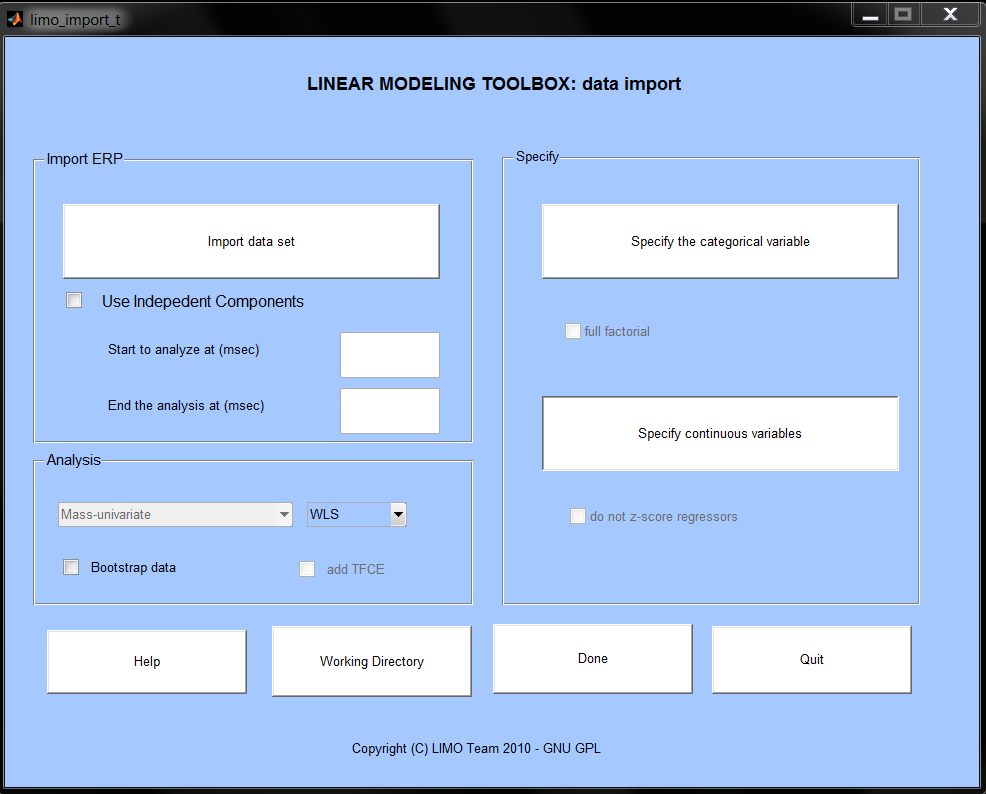 limo_import_t
LINEAR MODELING TOOLBOX: data import
Import ERP
Import data set
Use Indepedent Components
Start to analyze at (msec)
End the analysis at (msec)
Analysis
Mass-univariate
WLS
Bootstrap data
add TFCE
Specify
Specify the categorical variable
full factorial
Specify continuous variables
do not z-score regressors
Help
Working Directory
Done
Quit
Copyright (C) LIMO Team 2010 - GNU GPL